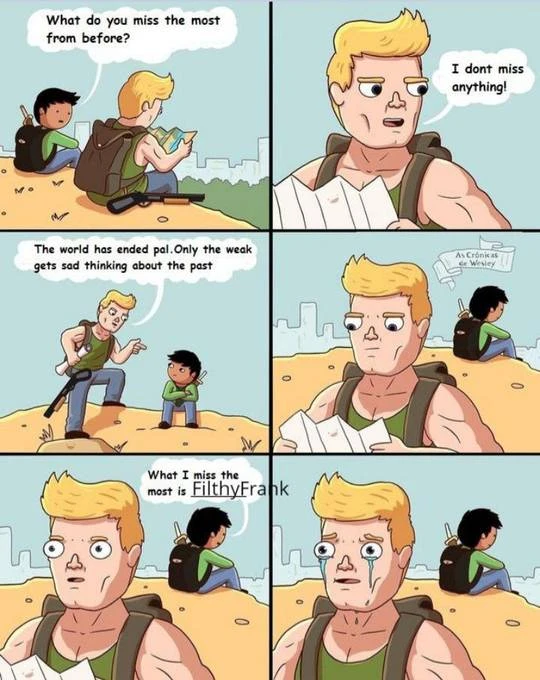 What do you miss the most
from before?
I dont miss
anything!
The world has ended pal.Only the weak
gets sad thinking about the past
As Crônicas
de Wesley
What I miss the
most is FilthyFrank